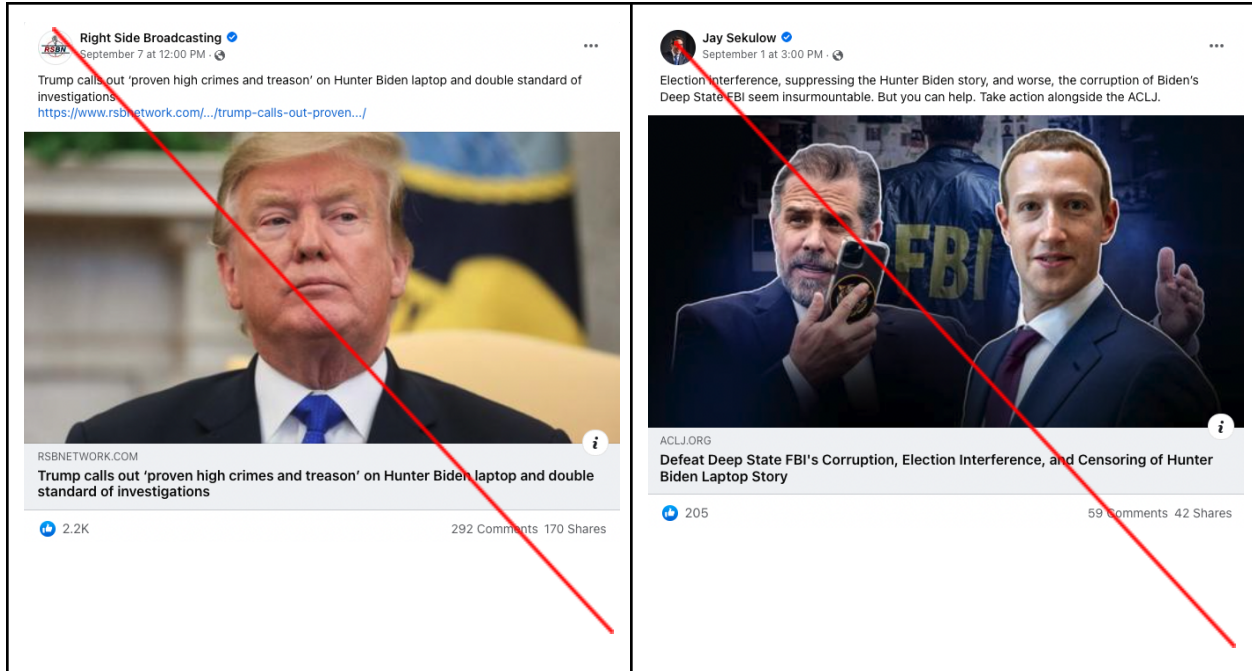 RSBN
Right Side Broadcasting
September 7 at 12:00 PM ·
Trump calls out ‘proven high crimes and treason’ on Hunter Biden laptop and double standard of
investigations
https://www.rsbnetwork.com/.../trump-calls-out-proven.../
RSBNETWORK.COM
Trump calls out ‘proven high crimes and treason’ on Hunter Biden laptop and double
standard of investigations
2.2K
292 Comments 170 Shares
Jay Sekulow
September 1 at 3:00 PM ·
Election interference, suppressing the Hunter Biden story, and worse, the corruption of Biden's
Deep State FBI seem insurmountable. But you can help. Take action alongside the ACLJ.
FBI
ACLJ.ORG
Defeat Deep State FBI's Corruption, Election Interference, and Censoring of Hunter
Biden Laptop Story
205
59 Comments 42 Shares